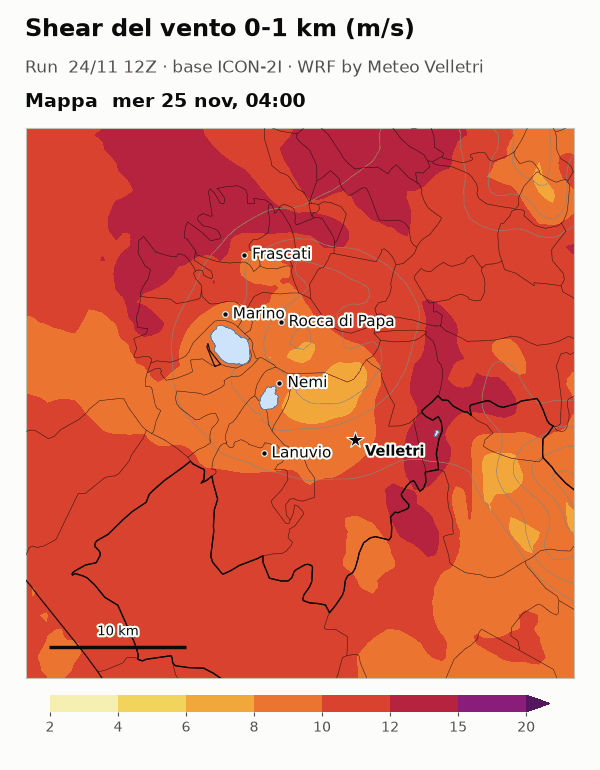 Shear del vento 0-1 km (m/s)
Run  24/11 12Z · base ICON-2I · WRF by Meteo Velletri
Mappa  mer 25 nov, 04:00
Frascati
Marino
Rocca di Papa
Nemi
Velletri
Lanuvio
10 km
2 4 6 8 10 12 15 20